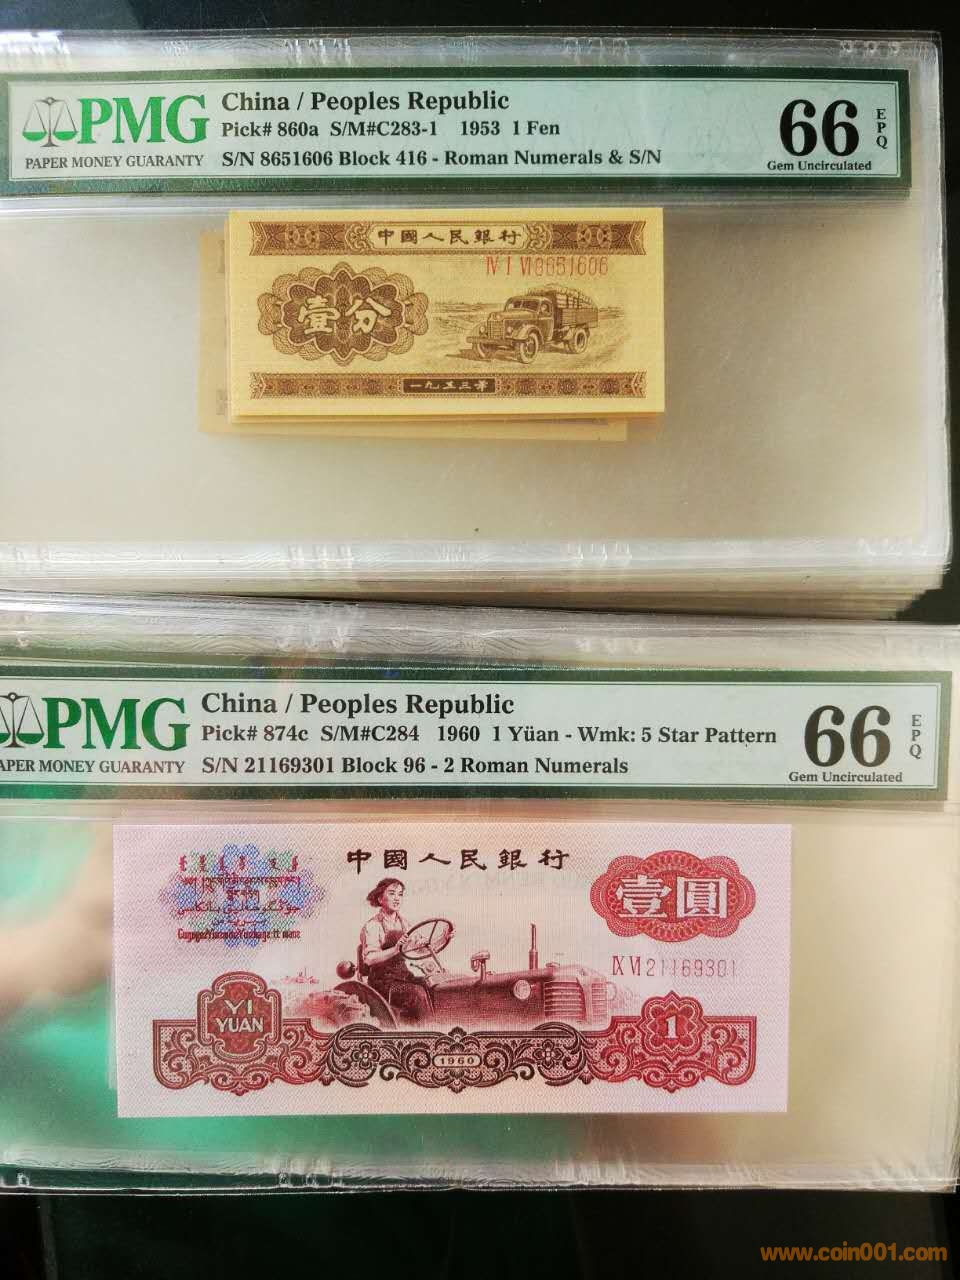 PMG
PAPER MONEY GUARANTY
China / Peoples Republic
Pick# 860a S/M#C283-1 1953 1 Fen
S/N 8651606 Block 416 - Roman Numerals & S/N
66
EPQ
Gem Uncirculated
中國人民銀行
IV I VI 8651606
壹分
一九五三年
PMG
APER MONEY GUARANTY
China / Peoples Republic
Pick# 874c S/M#C284 1960 1 Yüan - Wmk: 5 Star Pattern
S/N 21169301 Block 96 - 2 Roman Numerals
66
EPQ
Gem Uncirculated
中國人民銀行
壹圓
IX VI 21169301
YI
YUAN
1
1960
www.coin001.com